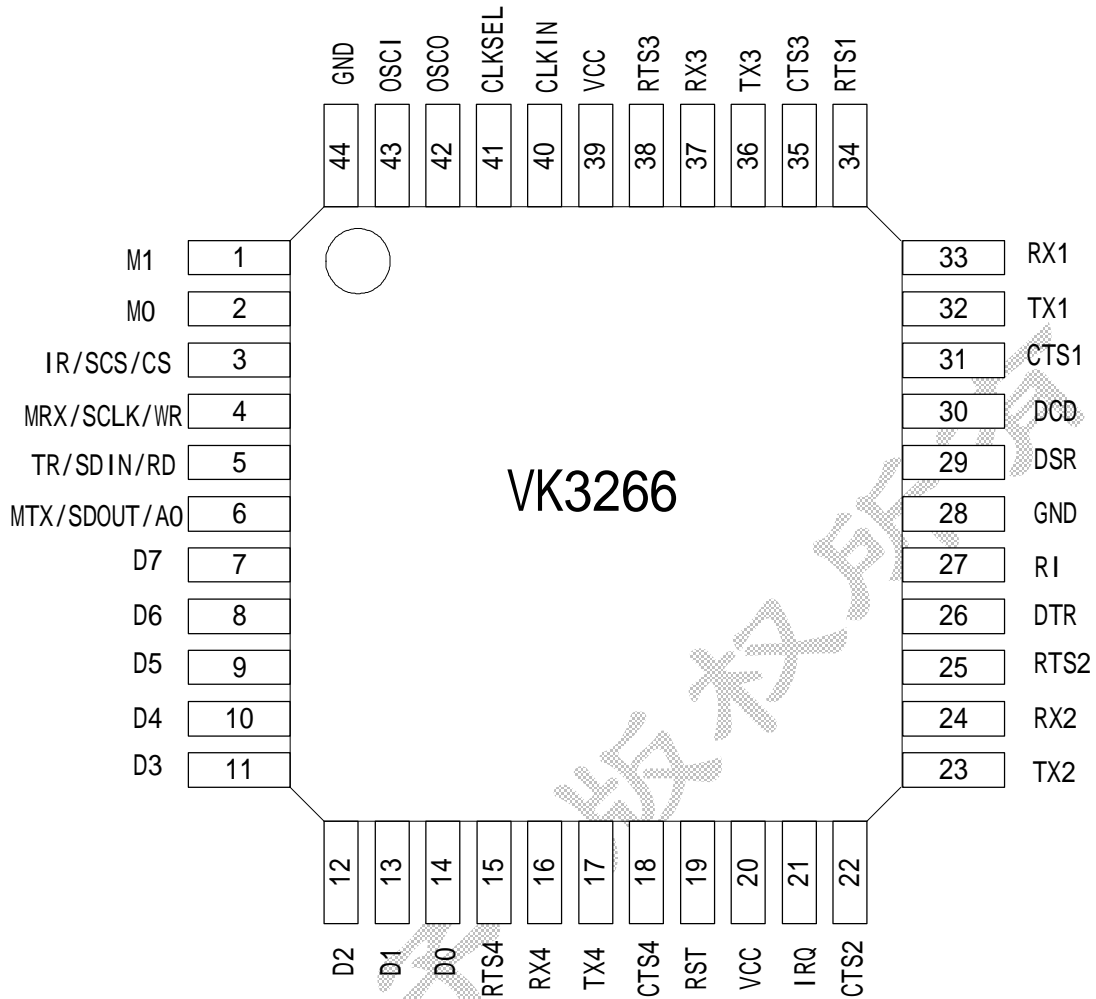 GND OSCI OSCO CLKSEL CLKIN VCC RTS3 RX3 TX3 CTS3 RTS1
44 43 42 41 40 39 38 37 36 35 34
M1 1 33 RX1
M0 2 32 TX1
IR/SCS/CS 3 31 CTS1
MRX/SCLK/WR 4 30 DCD
TR/SDIN/RD 5 29 DSR
VK3266
MTX/SDOUT/A0 6 28 GND
D7 7 27 RI
D6 8 26 DTR
D5 9 25 RTS2
D4 10 24 RX2
D3 11 23 TX2
12 13 14 15 16 17 18 19 20 21 22
D2 D1 D0 RTS4 RX4 TX4 CTS4 RST VCC IRQ CTS2
版权所有